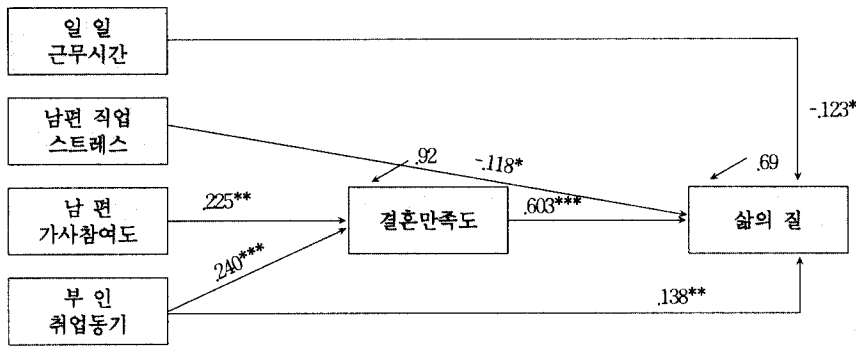 일 일
근무시간
-.123*
남편 직업
스트레스
.92
-.118*
.69
남 편
가사참여도
.225**
결혼만족도
.603***
삶의 질
.240***
부 인
취업동기
.138**